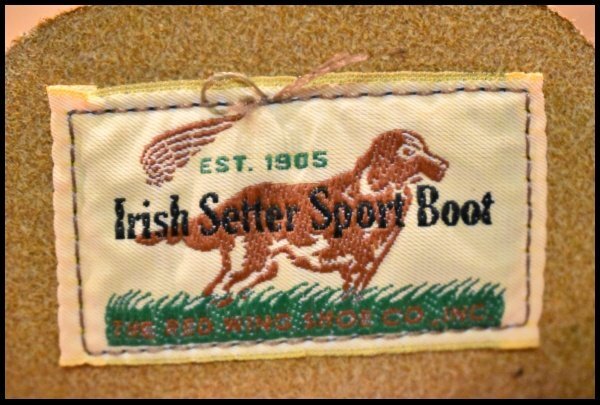 EST. 1905
Irish Setter Sport Boot
THE RED WING SHOE CO., INC.